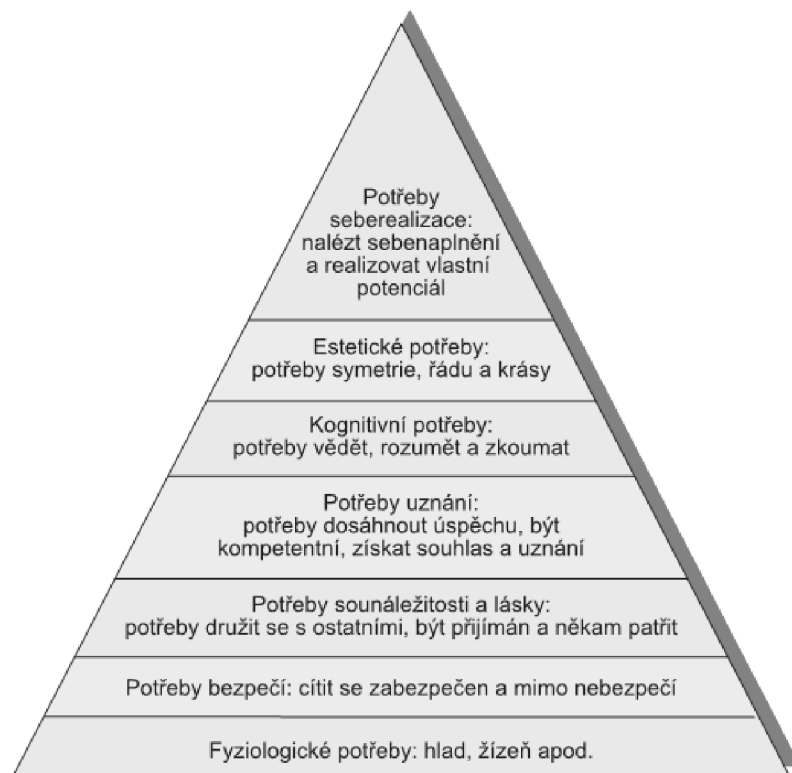 Potřeby
seberealizace:
nalézt sebenaplnění
a realizovat vlastní
potenciál
Estetické potřeby:
potřeby symetrie, řádu a krásy
Kognitivní potřeby:
potřeby vědět, rozumět a zkoumat
Potřeby uznání:
potřeby dosáhnout úspěchu, být
kompetentní, získat souhlas a uznání
Potřeby sounáležitosti a lásky:
potřeby družit se s ostatními, být přijímán a někam patřit
Potřeby bezpečí: cítit se zabezpečen a mimo nebezpečí
Fyziologické potřeby: hlad, žízeň apod.